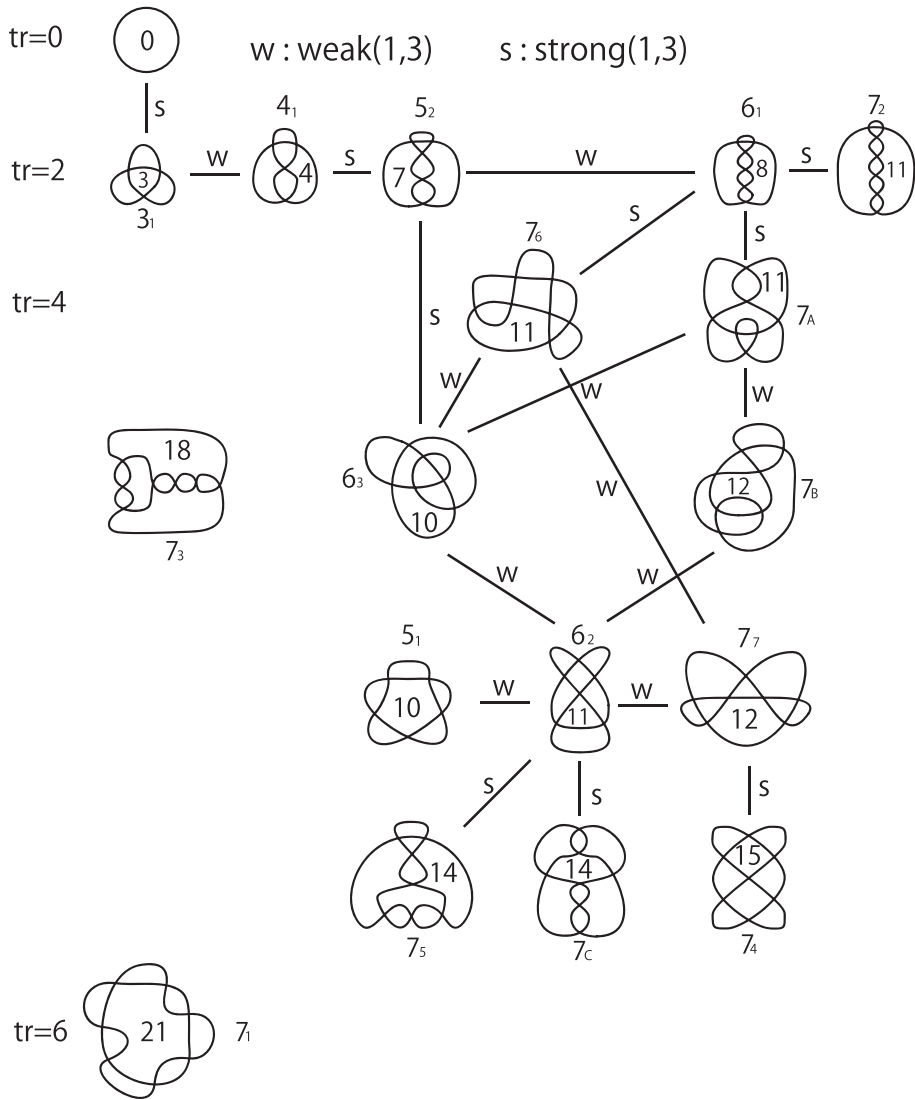 tr=0
0
w : weak(1,3)
s : strong(1,3)
s
4₁
5₂
6₁
7₂
tr=2
3
w
4
s
7
w
8
s
11
3₁
s
s
7₆
tr=4
11
11
7A
s
w
w
w
18
6₃
10
w
12
7B
7₃
w
w
5₁
6₂
7₇
10
w
11
w
12
s
s
s
14
14
15
7₅
7C
7₄
tr=6
21
7₁